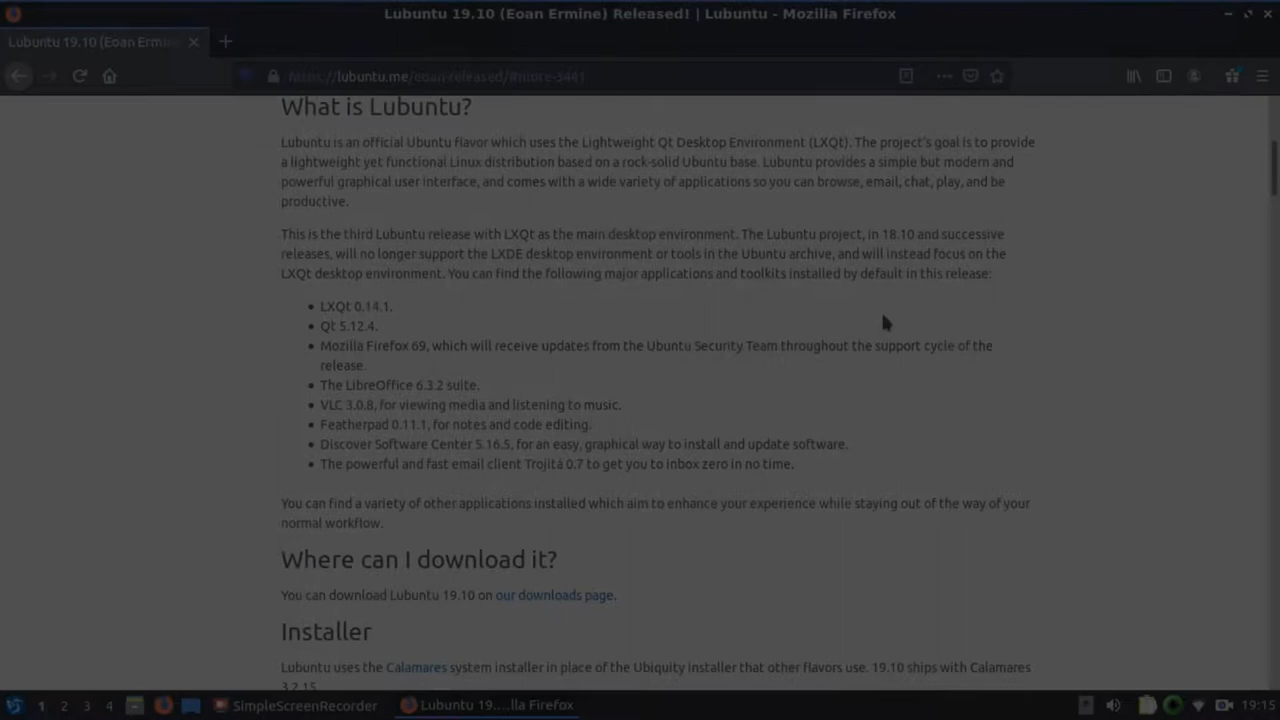 Lubuntu 19.10 (Eoan Ermine) Released! | Lubuntu - Mozilla Firefox
Lubuntu 19.10 (Eoan Ermin
https://lubuntu.me/eoan-released/#more-3441
What is Lubuntu?
Lubuntu is an official Ubuntu flavor which uses the Lightweight Qt Desktop Environment (LXQt). The project's goal is to provide
a lightweight yet functional Linux distribution based on a rock-solid Ubuntu base. Lubuntu provides a simple but modern and
powerful graphical user interface, and comes with a wide variety of applications so you can browse, email, chat, play, and be
productive.
This is the third Lubuntu release with LXQt as the main desktop environment. The Lubuntu project, in 18.10 and successive
releases, will no longer support the LXDE desktop environment or tools in the Ubuntu archive, and will instead focus on the
LXQt desktop environment. You can find the following major applications and toolkits installed by default in this release:
• LXQt 0.14.1.
• Qt 5.12.4.
• Mozilla Firefox 69, which will receive updates from the Ubuntu Security Team throughout the support cycle of the
release.
• The LibreOffice 6.3.2 suite.
• VLC 3.0.8, for viewing media and listening to music.
• Featherpad 0.11.1, for notes and code editing.
• Discover Software Center 5.16.5, for an easy, graphical way to install and update software.
• The powerful and fast email client Trojitá 0.7 to get you to inbox zero in no time.
You can find a variety of other applications installed which aim to enhance your experience while staying out of the way of your
normal workflow.
Where can I download it?
You can download Lubuntu 19.10 on our downloads page.
Installer
Lubuntu uses the Calamares system installer in place of the Ubiquity installer that other flavors use. 19.10 ships with Calamares
3.2.15.
1 2 3 4 SimpleScreenRecorder Lubuntu 19....lla Firefox 19:15